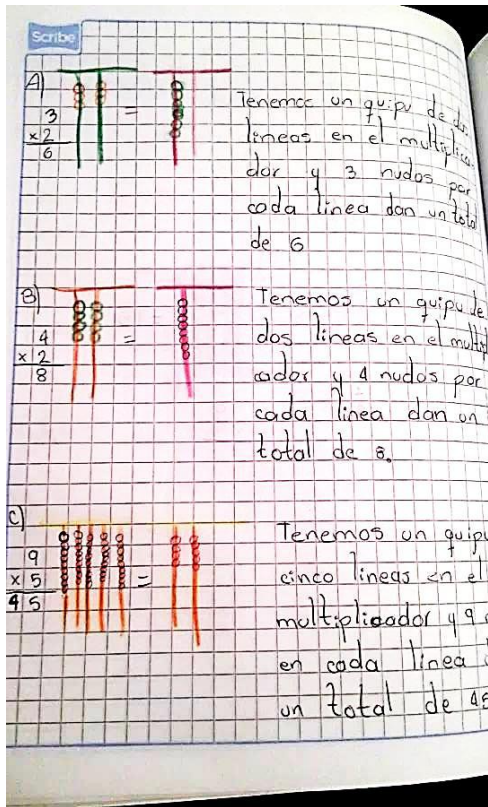 Scribe
A)
3
x2
6
=
Tenemos un quipu de dos
líneas en el multiplica
dor y 3 nudos por
cada línea dan un total
de 6
B)
4
x2
8
=
Tenemos un quipu de
dos líneas en el multipli
cador y 4 nudos por
cada línea dan un
total de 8.
C)
9
x5
45
=
Tenemos un quipu
cinco líneas en el
multiplicador y 9
en cada línea
un total de 45